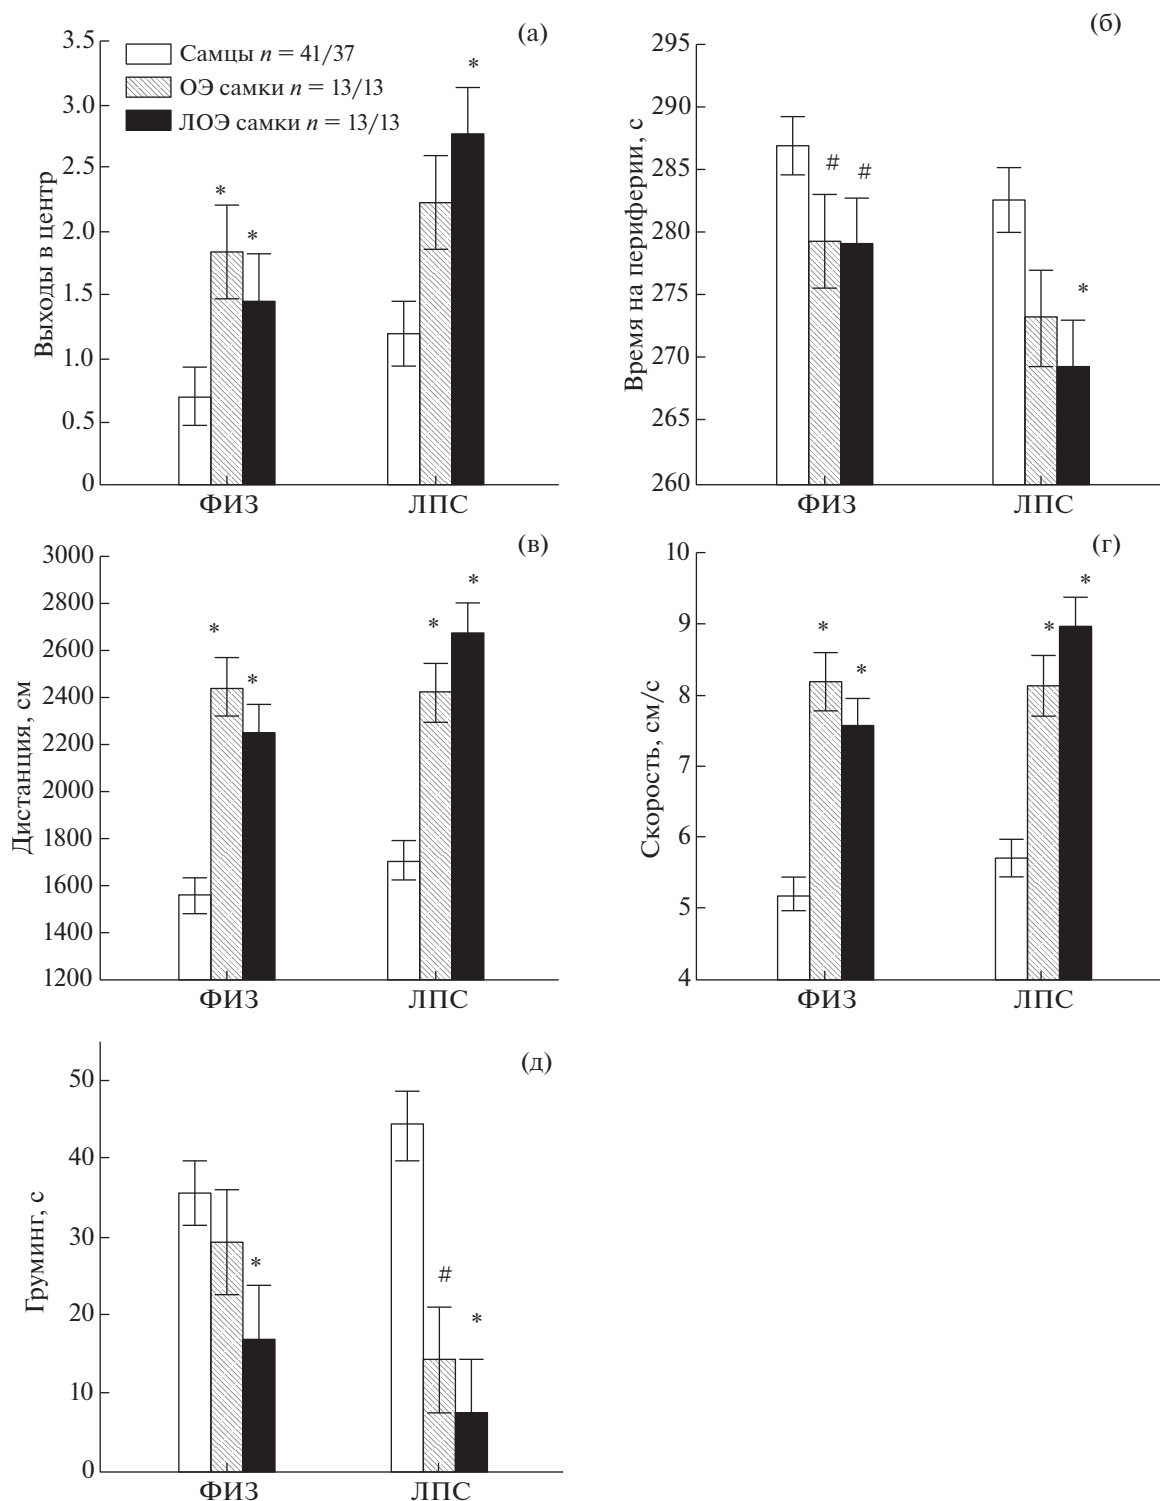 (а)
3.5
3.0
2.5
2.0
1.5
1.0
0.5
0
Выходы в центр
Самцы n = 41/37
ОЭ самки n = 13/13
ЛОЭ самки n = 13/13
*
*
*
ФИЗ
ЛПС
(б)
295
290
285
280
275
270
265
260
Время на периферии, с
#
#
*
ФИЗ
ЛПС
(в)
3000
2800
2600
2400
2200
2000
1800
1600
1400
1200
Дистанция, см
*
*
*
*
ФИЗ
ЛПС
(г)
10
9
8
7
6
5
4
Скорость, см/с
*
*
*
*
ФИЗ
ЛПС
(д)
50
40
30
20
10
0
Груминг, с
*
#
*
ФИЗ
ЛПС